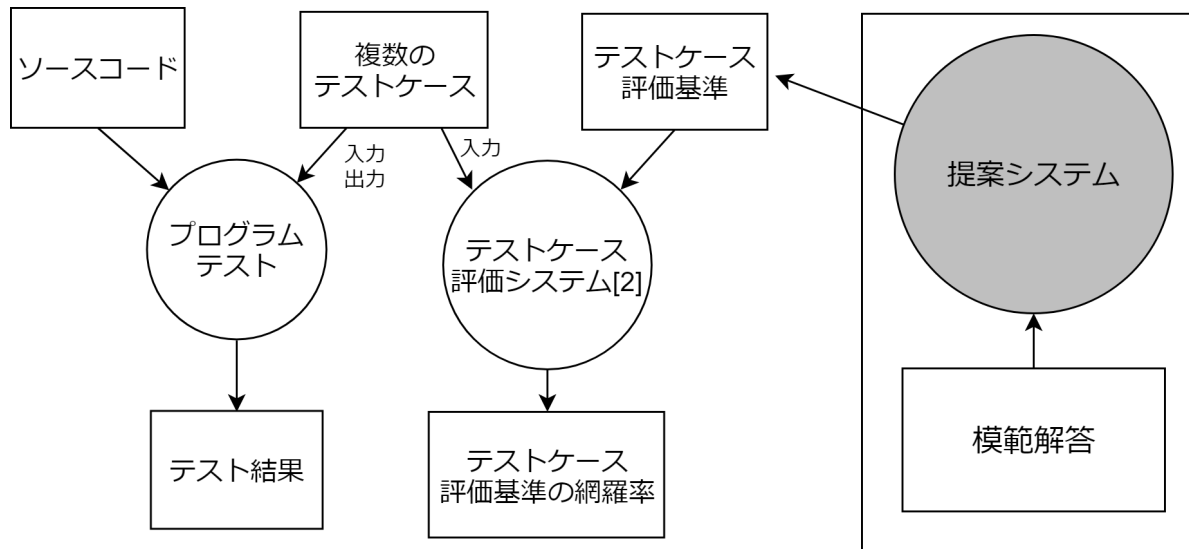 ソースコード
複数の
テストケース
テストケース
評価基準
提案システム
入力
出力
入力
プログラム
テスト
テストケース
評価システム[2]
模範解答
テスト結果
テストケース
評価基準の網羅率